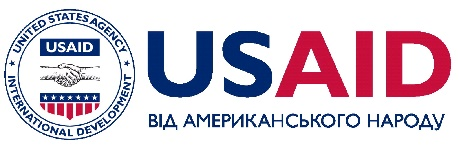 UNITED STATES AGENCY
USAID
INTERNATIONAL DEVELOPMENT
USAID
ВІД АМЕРИКАНСЬКОГО НАРОДУ